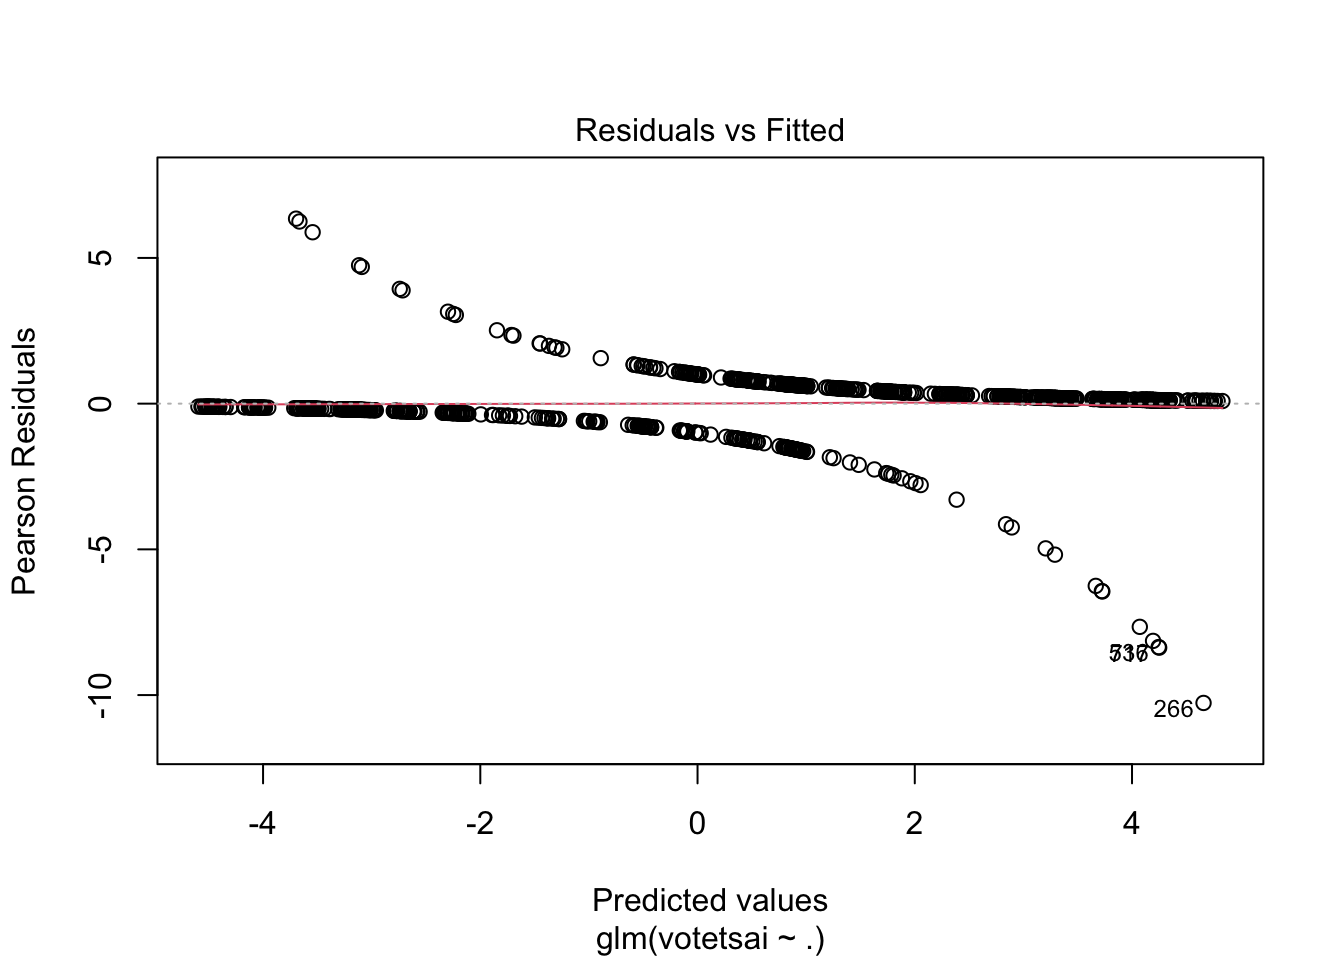 Residuals vs Fitted
Pearson Residuals
5
0
-5
-10
266
-4
-2
0
2
4
Predicted values
glm(votetsai ~ .)